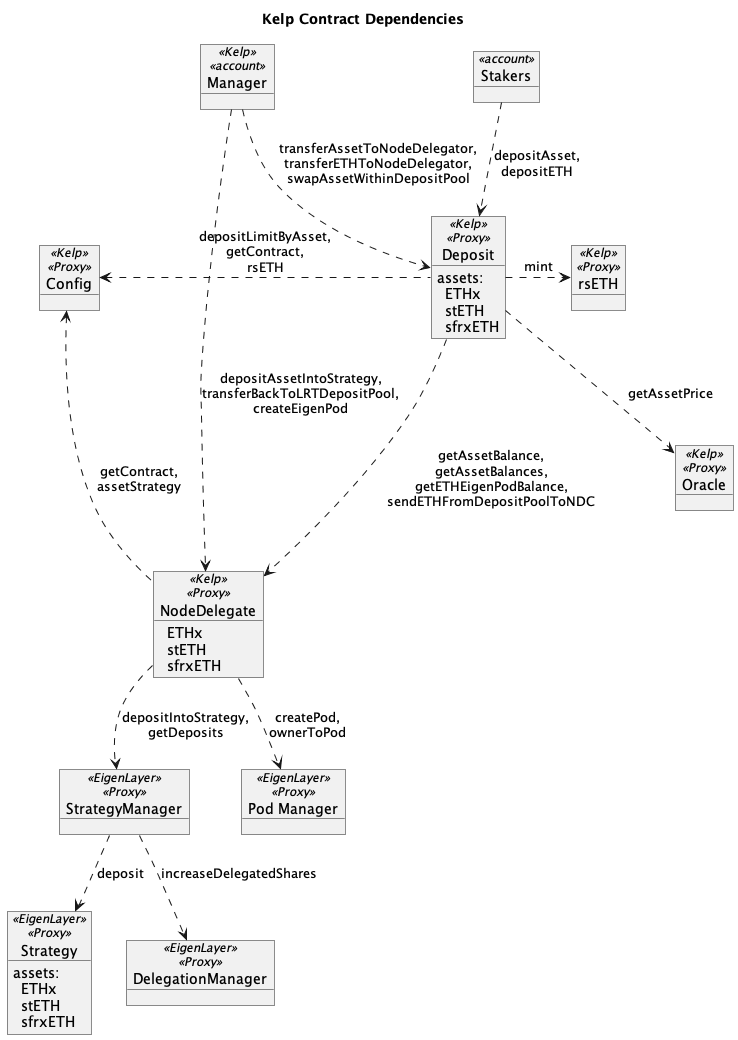 Kelp Contract Dependencies
«Kelp»
«account»
Manager
«account»
Stakers
transferAssetToNodeDelegator,
transferETHToNodeDelegator,
swapAssetWithinDepositPool
depositAsset,
depositETH
«Kelp»
«Proxy»
Config
depositLimitByAsset,
getContract,
rsETH
«Kelp»
«Proxy»
Deposit
assets:
ETHx
stETH
sfrxETH
mint
«Kelp»
«Proxy»
rsETH
depositAssetIntoStrategy,
transferBackToLRTDepositPool,
createEigenPod
getAssetPrice
getContract,
assetStrategy
getAssetBalance,
getAssetBalances,
getETHEigenPodBalance,
sendETHFromDepositPoolToNDC
«Kelp»
«Proxy»
Oracle
«Kelp»
«Proxy»
NodeDelegate
ETHx
stETH
sfrxETH
depositIntoStrategy,
getDeposits
createPod,
ownerToPod
«EigenLayer»
«Proxy»
StrategyManager
«EigenLayer»
«Proxy»
Pod Manager
deposit
increaseDelegatedShares
«EigenLayer»
«Proxy»
Strategy
assets:
ETHx
stETH
sfrxETH
«EigenLayer»
«Proxy»
DelegationManager